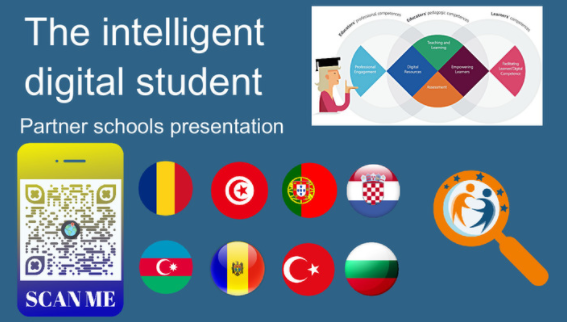 The intelligent
digital student
Partner schools presentation
Educators' professional competences
Educators' pedagogic competences
Learners' competences
Teaching and
Learning
Professional
Engagement
Digital
Resources
Empowering
Learners
Facilitating
Learners' Digital
Competence
Assessment
SCAN ME